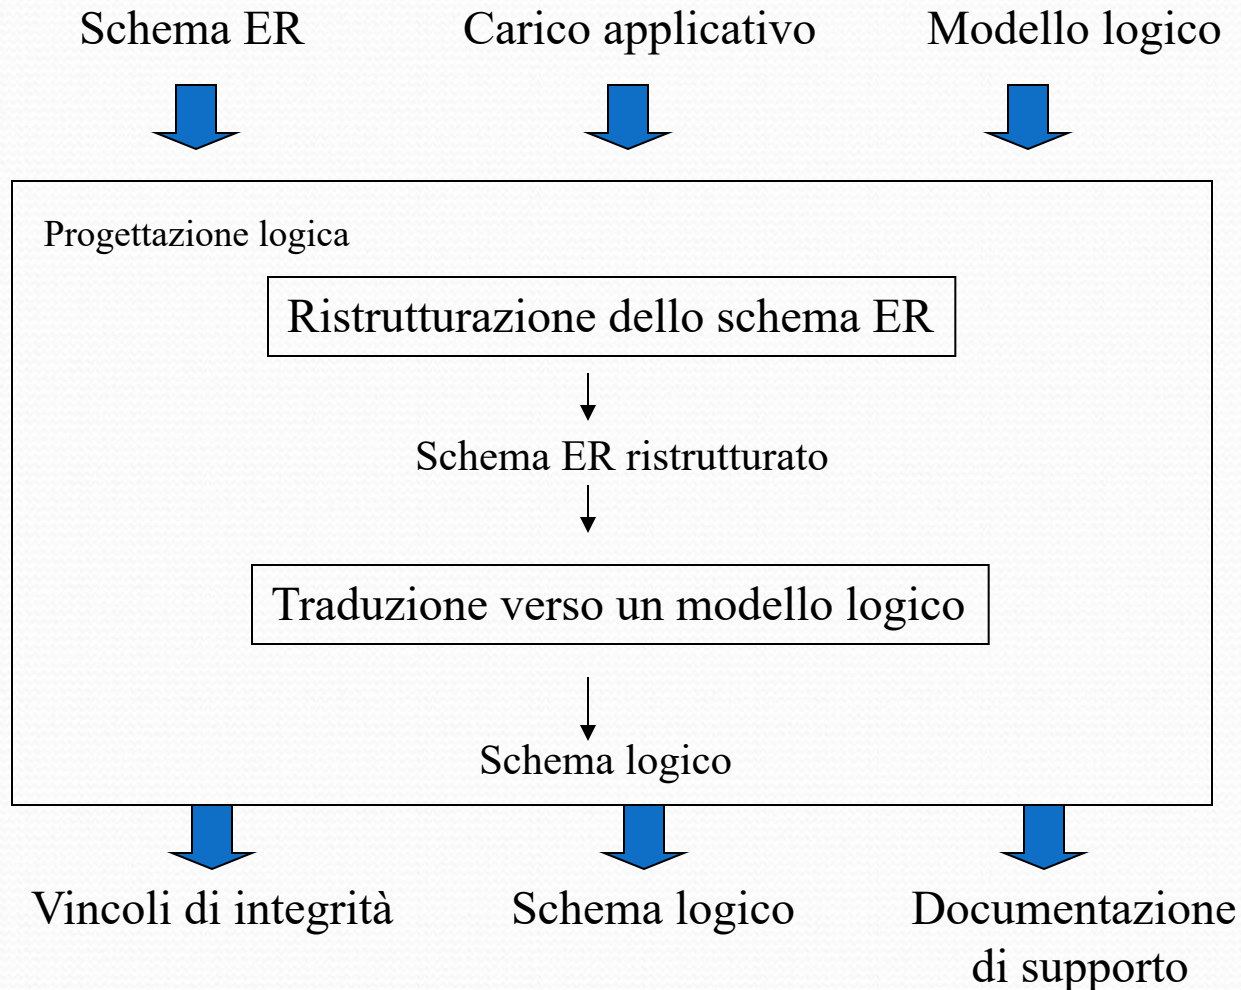 Schema ER
Carico applicativo
Modello logico
Progettazione logica
Ristrutturazione dello schema ER
Schema ER ristrutturato
Traduzione verso un modello logico
Schema logico
Vincoli di integrità
Schema logico
Documentazione
di supporto